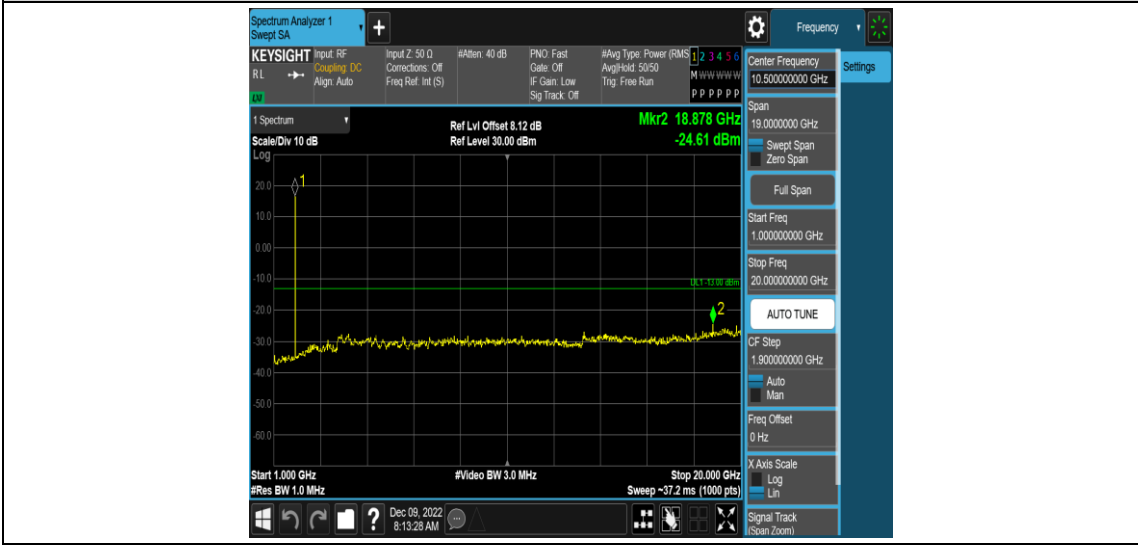 Spectrum Analyzer 1
Swept SA
+
Frequency
KEYSIGHT
RL
LM
Input: RF
Coupling: DC
Align: Auto
Input Z: 50 Ω
Corrections: Off
Freq Ref: Int (S)
#Atten: 40 dB
PNO: Fast
Gate: Off
IF Gain: Low
Sig Track: Off
#Avg Type: Power (RMS
Avg|Hold: 50/50
Trig: Free Run
1 2 3 4 5 6
M W W W W W
P P P P P P
1 Spectrum
Scale/Div 10 dB
Log
Ref Lvl Offset 8.12 dB
Ref Level 30.00 dBm
Mkr2 18.878 GHz
-24.61 dBm
20.0
10.0
0.00
-10.0
-20.0
-30.0
-40.0
-50.0
-60.0
1
DL1 -13.00 dBm
2
Start 1.000 GHz
#Res BW 1.0 MHz
#Video BW 3.0 MHz
Stop 20.000 GHz
Sweep ~37.2 ms (1000 pts)
Center Frequency
10.500000000 GHz
Settings
Span
19.0000000 GHz
Swept Span
Zero Span
Full Span
Start Freq
1.000000000 GHz
Stop Freq
20.000000000 GHz
AUTO TUNE
CF Step
1.900000000 GHz
Auto
Man
Freq Offset
0 Hz
X Axis Scale
Log
Lin
Signal Track
(Span Zoom)
?
Dec 09, 2022
8:13:28 AM